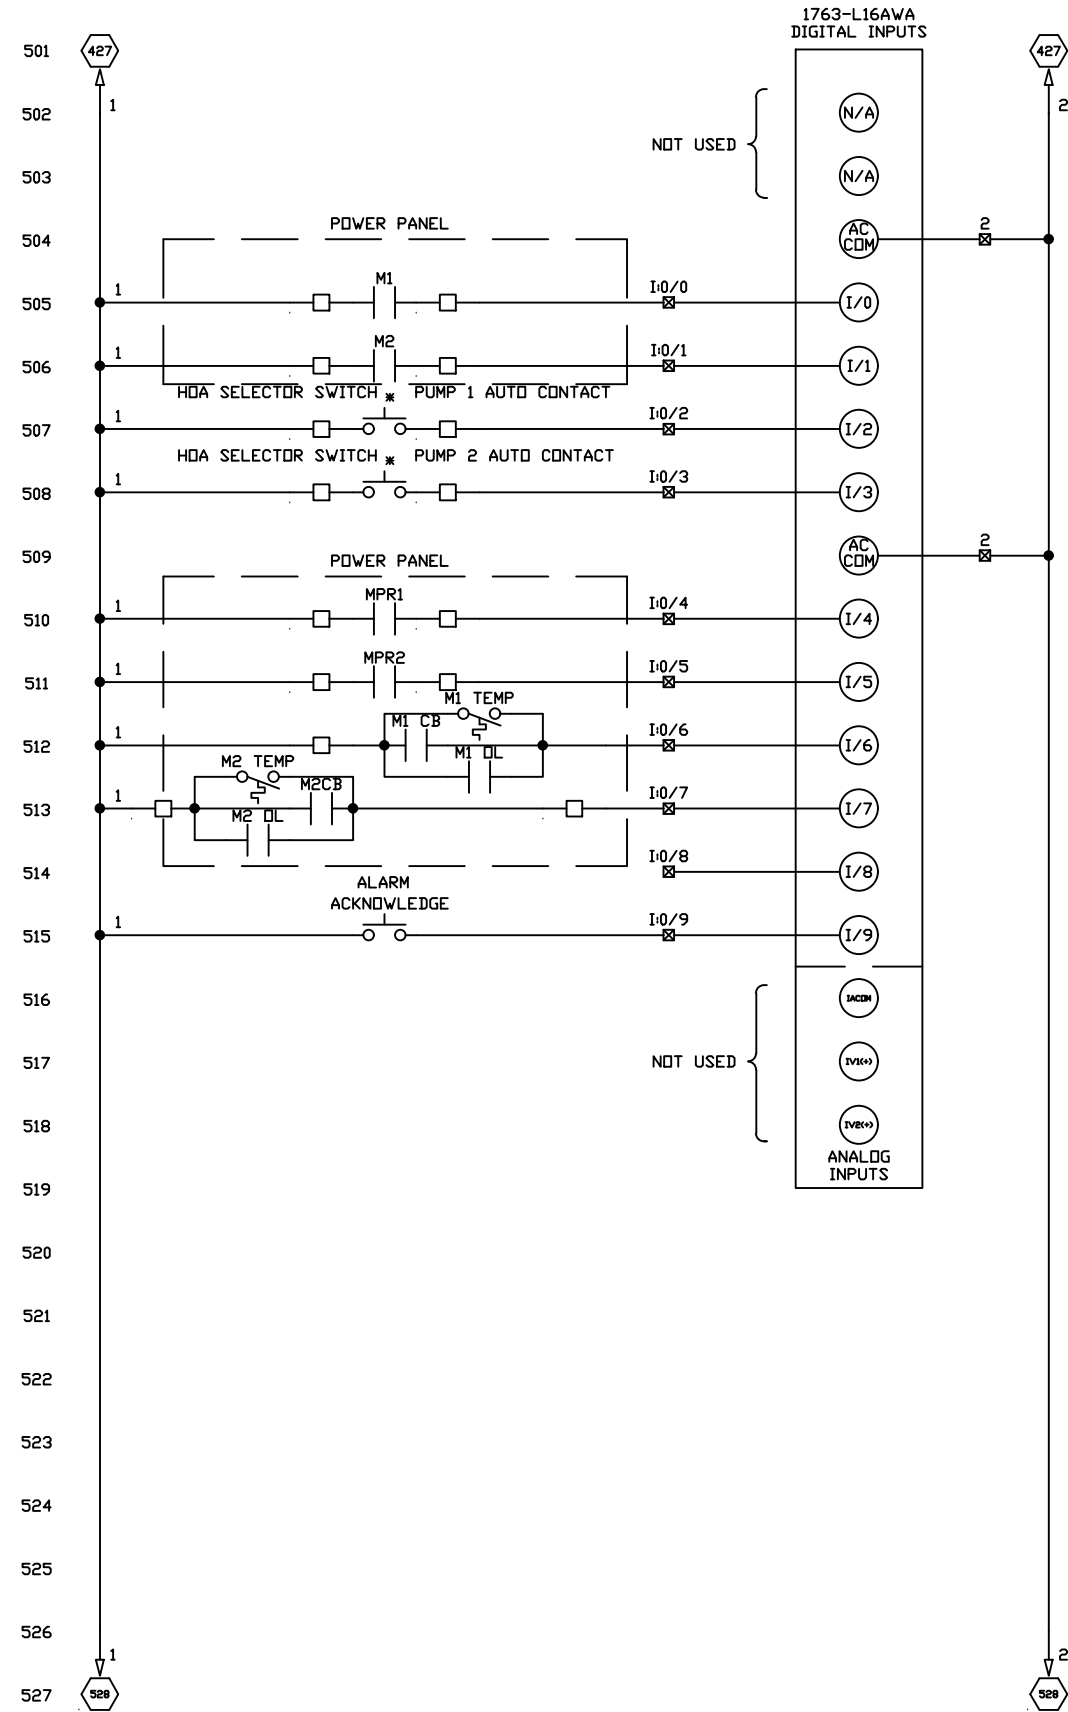 1763-L16AWA
DIGITAL INPUTS
501
427
427
1
2
502
N/A
NOT USED
503
N/A
POWER PANEL
504
AC
COM
2
505
1
M1
I:0/0
I/0
506
1
M2
I:0/1
I/1
HOA SELECTOR SWITCH * PUMP 1 AUTO CONTACT
507
1
I:0/2
I/2
HOA SELECTOR SWITCH * PUMP 2 AUTO CONTACT
508
1
I:0/3
I/3
509
AC
COM
2
POWER PANEL
510
1
MPR1
I:0/4
I/4
511
1
MPR2
I:0/5
I/5
M1 TEMP
M1 CB
512
1
I:0/6
I/6
M1 OL
M2 TEMP
M2CB
513
1
I:0/7
I/7
M2 OL
514
I:0/8
I/8
ALARM
ACKNOWLEDGE
515
1
I:0/9
I/9
516
IACOM
517
NOT USED
IV1(+)
518
IV2(+)
ANALOG
INPUTS
519
520
521
522
523
524
525
526
1
2
527
528
528